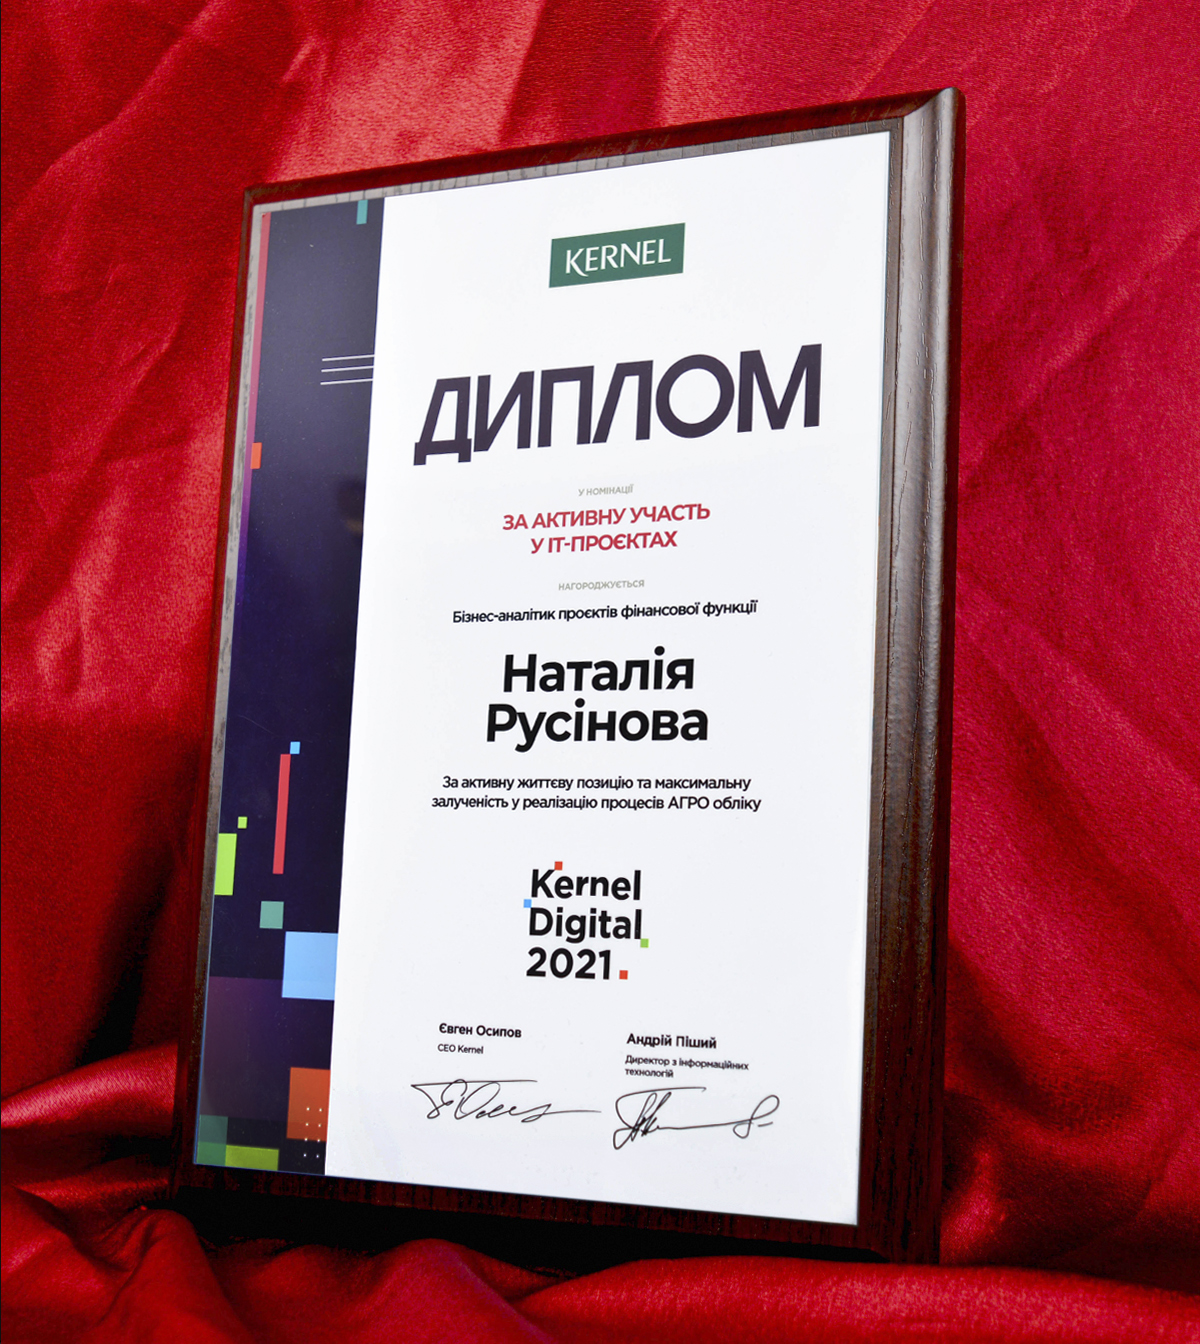 KERNEL
ДИПЛОМ
У НОМІНАЦІЇ
ЗА АКТИВНУ УЧАСТЬ
У ІТ-ПРОЄКТАХ
НАГОРОДЖУЄТЬСЯ
Бізнес-аналітик проєктів фінансової функції
Наталія
Русінова
За активну життєву позицію та максимальну
залученість у реалізацію процесів АГРО обліку
Kernel
Digital
2021
Євген Осипов
CEO Kernel
Андрій Піший
Директор з інформаційних
технологій